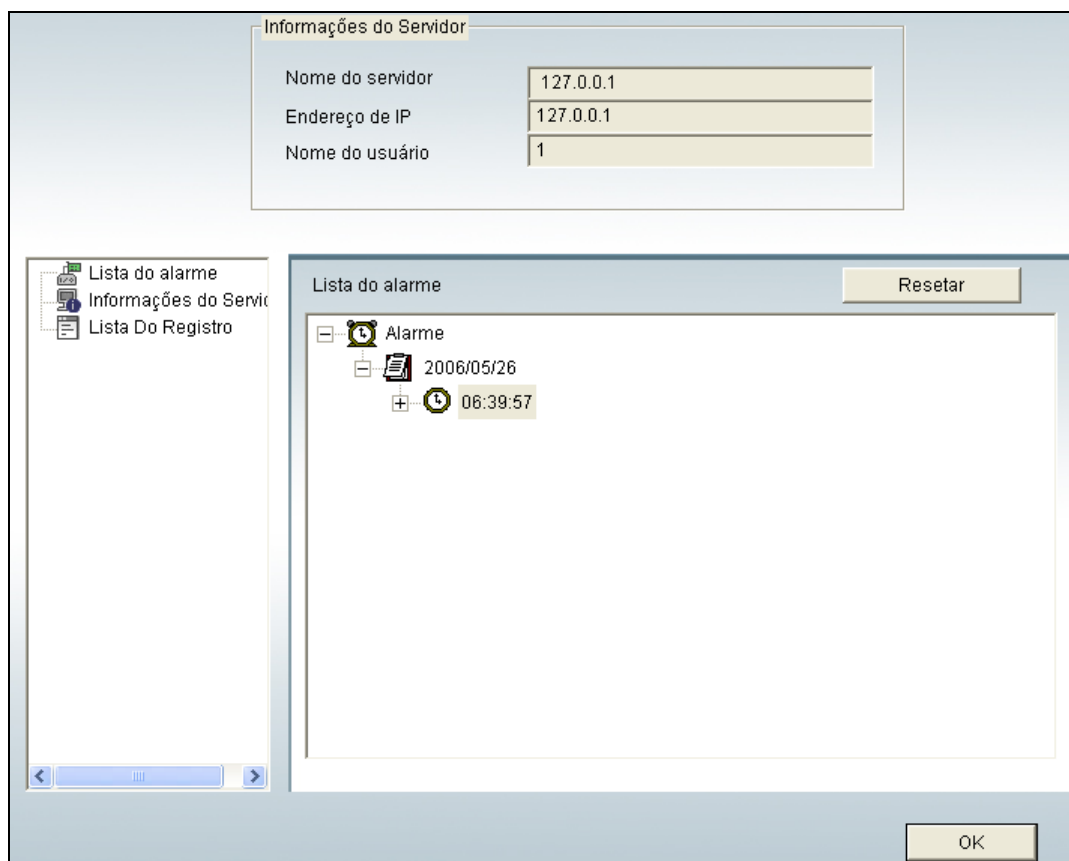 Informações do Servidor
Nome do servidor 127.0.0.1
Endereço de IP 127.0.0.1
Nome do usuário 1
Lista do alarme
Informações do Servic
Lista Do Registro
Lista do alarme Resetar
Alarme
2006/05/26
06:39:57
OK